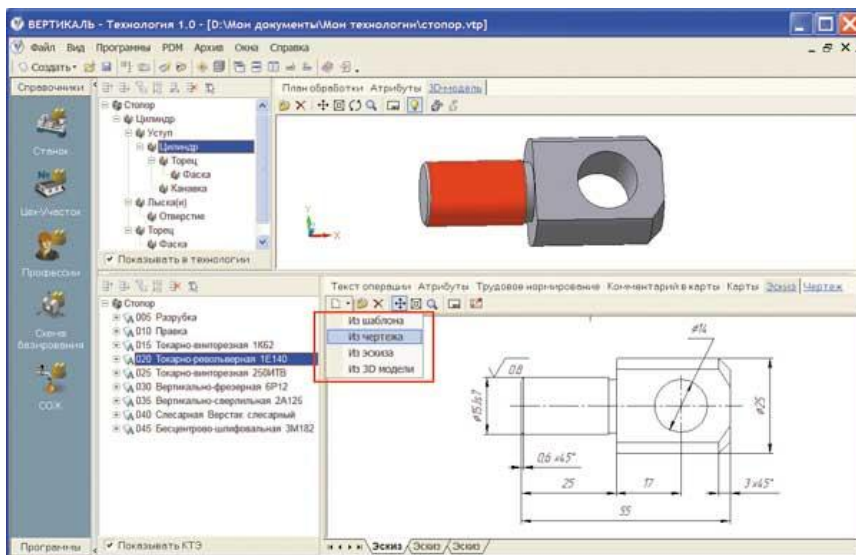 ВЕРТИКАЛЬ - Технология 1.0 - [D:\Мои документы\Мои технологии\стопор.vtp]
Файл Вид Программы PDM Архив Окна Справка
Создать
Справочники
Станок
Цех-Участок
Профессии
Схема базирования
СОЖ
Программы
Стопор
Цилиндр
Уступ
Цилиндр
Торец
Фаска
Канавка
Лыска(и)
Отверстие
Торец
Фаска
Показывать в технологии
План обработки Атрибуты 3D-модель
Y
X
Стопор
005 Разрубка
010 Правка
015 Токарно-винторезная 1К62
020 Токарно-револьверная 1Е140
025 Токарно-винторезная 250ИТВ
030 Вертикально-фрезерная 6Р12
035 Вертикально-сверлильная 2А126
040 Слесарная Верстак слесарный
045 Бесцентрово-шлифовальная 3М182
Показывать КТЭ
Текст операции Атрибуты Трудовое нормирование Комментарий в карты Карты Эскиз Чертеж
Из шаблона
Из чертежа
Из эскиза
Из 3D модели
ø14
0.8
ø25
0.6 x45°
25
17
3 x45°
55
Эскиз Эскиз Эскиз